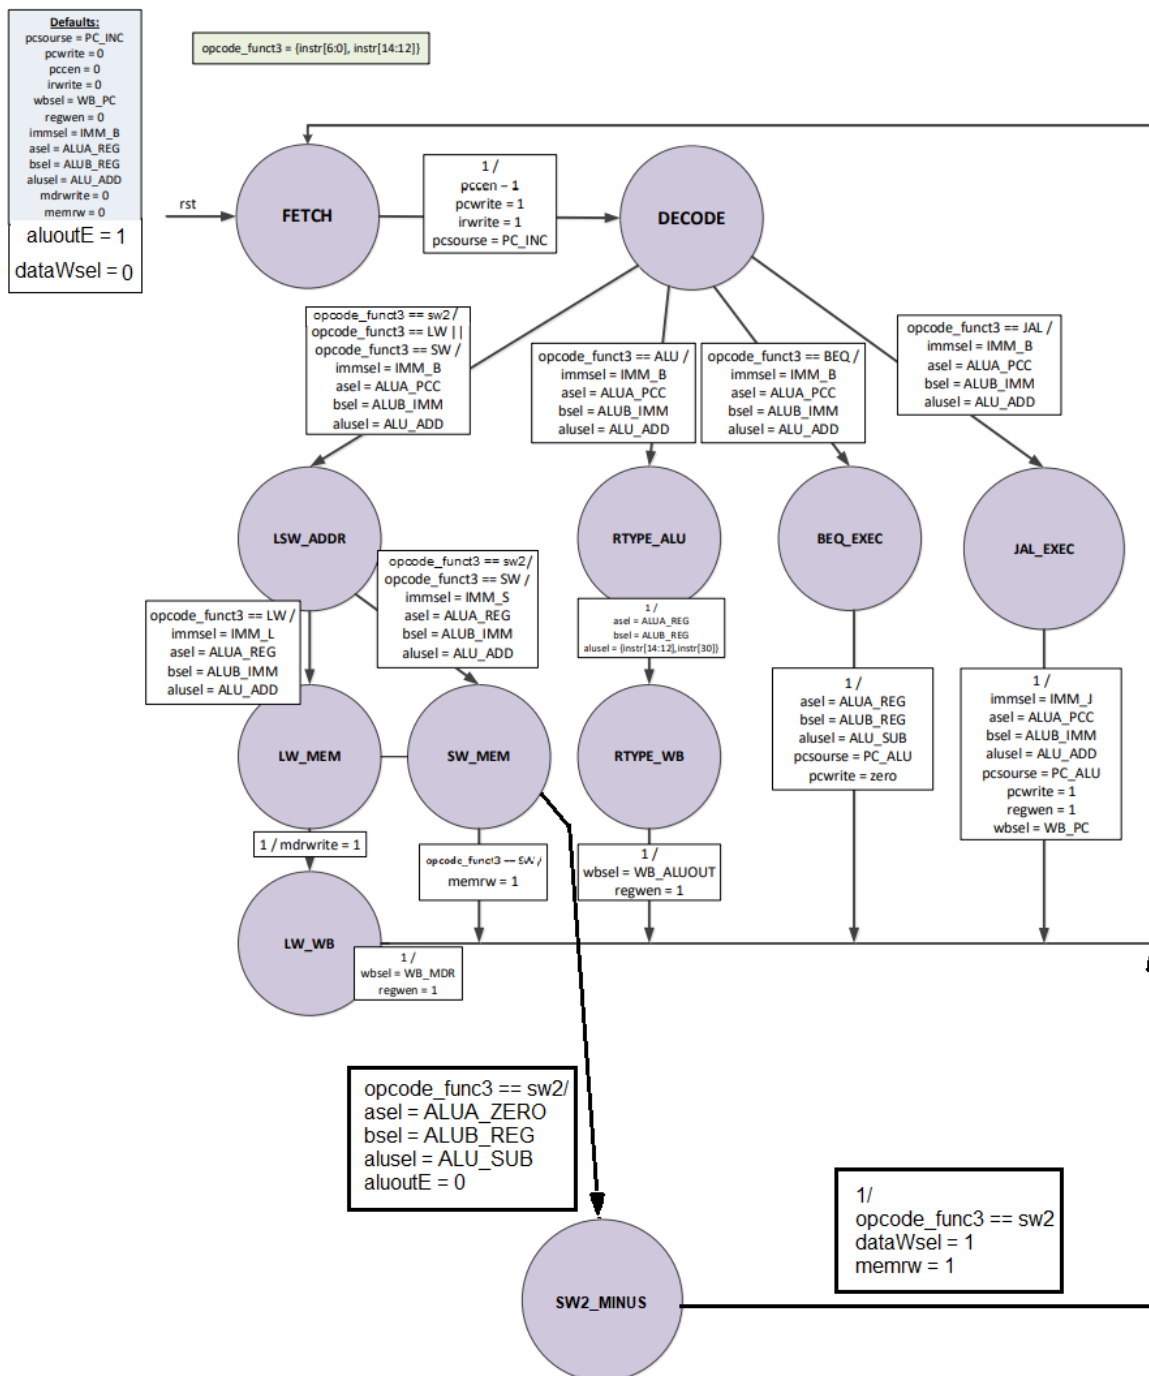 Defaults:
pcsourse = PC_INC
pcwrite = 0
pccen = 0
irwrite = 0
wbsel = WB_PC
regwen = 0
immsel = IMM_B
asel = ALUA_REG
bsel = ALUB_REG
alusel = ALU_ADD
mdrwrite = 0
memrw = 0
aluoutE = 1
dataWsel = 0
opcode_funct3 = {instr[6:0], instr[14:12]}
rst
FETCH
1 /
pccen = 1
pcwrite = 1
irwrite = 1
pcsourse = PC_INC
DECODE
opcode_funct3 == sw2/
opcode_funct3 == LW ||
opcode_funct3 == SW /
immsel = IMM_B
asel = ALUA_PCC
bsel = ALUB_IMM
alusel = ALU_ADD
opcode_funct3 == ALU /
immsel = IMM_B
asel = ALUA_PCC
bsel = ALUB_IMM
alusel = ALU_ADD
opcode_funct3 == BEQ /
immsel = IMM_B
asel = ALUA_PCC
bsel = ALUB_IMM
alusel = ALU_ADD
opcode_funct3 == JAL /
immsel = IMM_B
asel = ALUA_PCC
bsel = ALUB_IMM
alusel = ALU_ADD
LSW_ADDR
RTYPE_ALU
BEQ_EXEC
JAL_EXEC
opcode_funct3 == LW /
immsel = IMM_L
asel = ALUA_REG
bsel = ALUB_IMM
alusel = ALU_ADD
opcode_funct3 == sw2/
opcode_funct3 == SW /
immsel = IMM_S
asel = ALUA_REG
bsel = ALUB_IMM
alusel = ALU_ADD
1 /
asel = ALUA_REG
bsel = ALUB_REG
alusel = {instr[14:12],instr[30]}
1 /
asel = ALUA_REG
bsel = ALUB_REG
alusel = ALU_SUB
pcsourse = PC_ALU
pcwrite = zero
1 /
immsel = IMM_J
asel = ALUA_PCC
bsel = ALUB_IMM
alusel = ALU_ADD
pcsourse = PC_ALU
pcwrite = 1
regwen = 1
wbsel = WB_PC
LW_MEM
SW_MEM
RTYPE_WB
1 / mdrwrite = 1
opcode_funct3 == SW /
memrw = 1
1 /
wbsel = WB_ALUOUT
regwen = 1
LW_WB
1 /
wbsel = WB_MDR
regwen = 1
opcode_func3 == sw2/
asel = ALUA_ZERO
bsel = ALUB_REG
alusel = ALU_SUB
aluoutE = 0
1/
opcode_func3 == sw2
dataWsel = 1
memrw = 1
SW2_MINUS